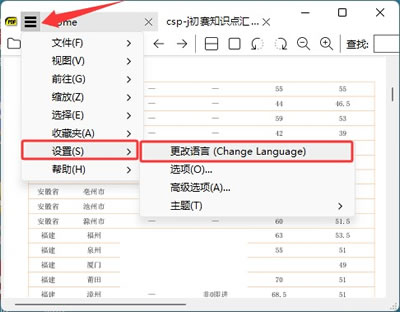 PDF ome csp-j初赛知识点汇...
文件(F)
视图(V)
前往(G)
缩放(Z)
选择(E)
收藏夹(A)
设置(S)
帮助(H)
查找:
更改语言 (Change Language)
选项(O)...
高级选项(A)...
主题(T)
— — 55 55
— — 44 46.5
— — 59 53
— — 42 39
安徽省 亳州市
安徽省 池州市
安徽省 滁州市 — — 60 51.5
福建 福州 63 53.5
福建 泉州 55 51
福建 厦门 49
福建 莆田 70 51
福建 漳州 — 非0即进 68.5 51